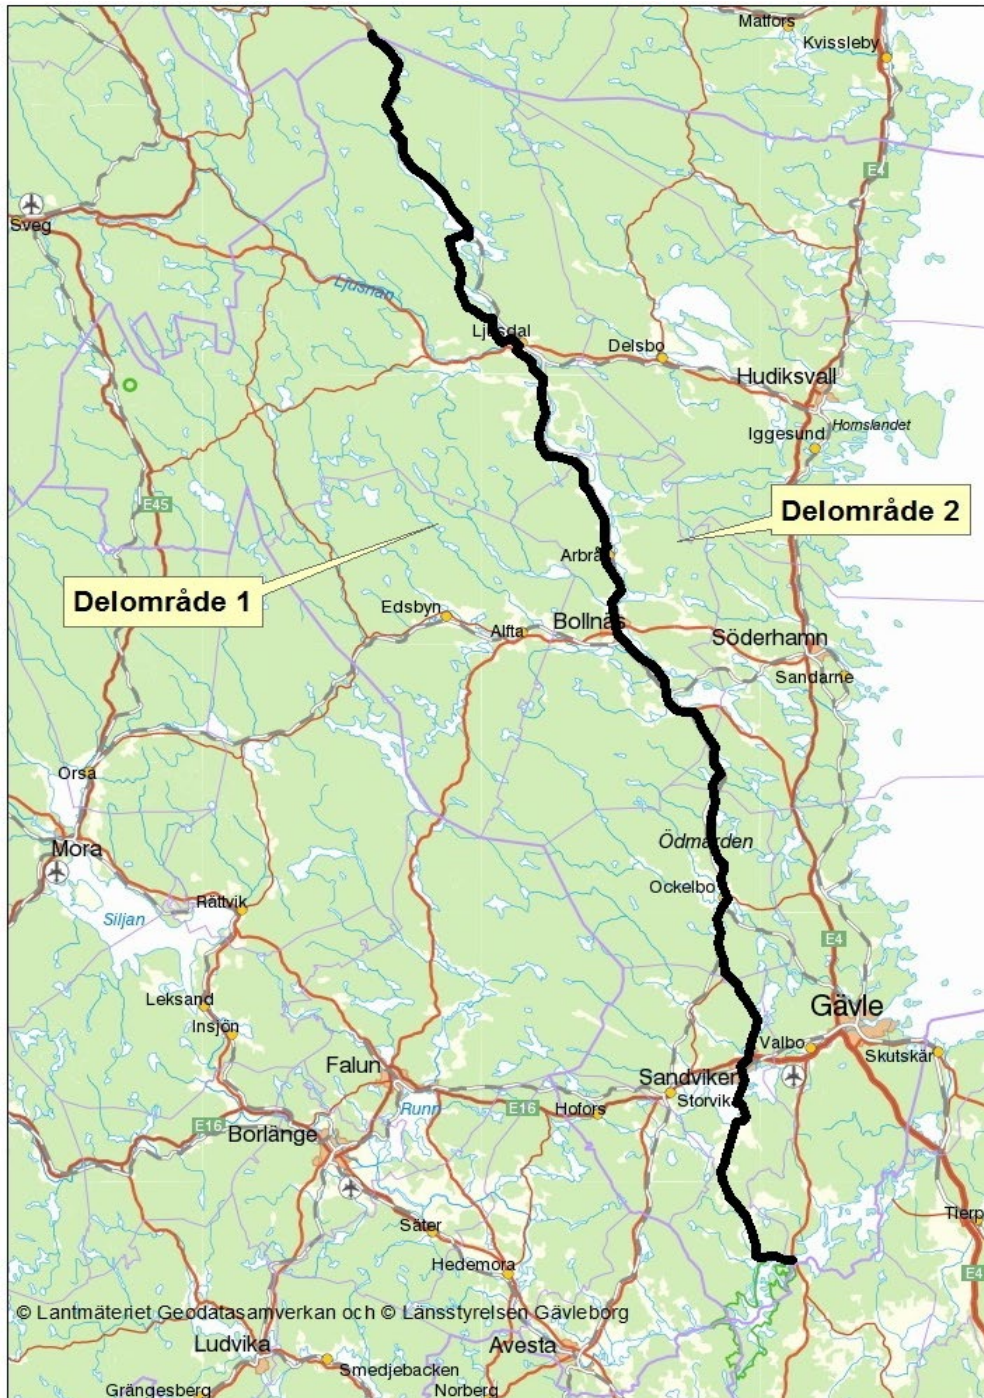 Matfors
Kvissleby
E4
Sveg
Ljusnan
Ljusdal
Delsbo
Hudiksvall
Hornslandet
Iggesund
E45
Delområde 2
Arbrå
Delområde 1
Edsbyn
Alfta
Bollnäs
Söderhamn
Sandarne
Orsa
Mora
Ödmården
Ockelbo
Siljan
Rättvik
E4
Leksand
Insjön
Gävle
Valbo
Skutskär
Falun
Sandviken
Storvik
Runn
E16
Hofors
E16
Borlänge
Säter
Tierp
Hedemora
E4
© Lantmäteriet Geodatasamverkan och © Länsstyrelsen Gävleborg
Ludvika
Avesta
Smedjebacken
Grängesberg
Norberg